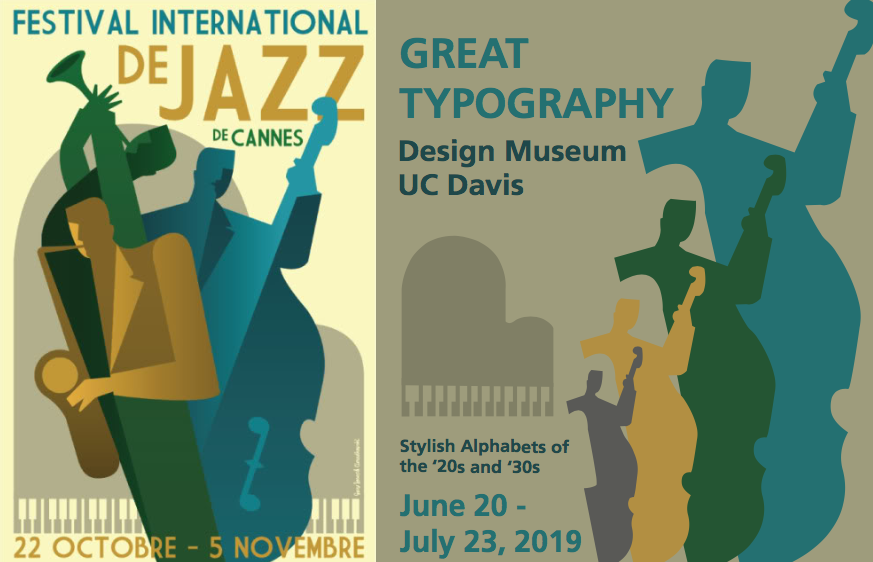 FESTIVAL INTERNATIONAL
DE JAZZ
DE CANNES
22 OCTOBRE - 5 NOVEMBRE
GREAT
TYPOGRAPHY
Design Museum
UC Davis
Stylish Alphabets of
the ‘20s and ‘30s
June 20 -
July 23, 2019